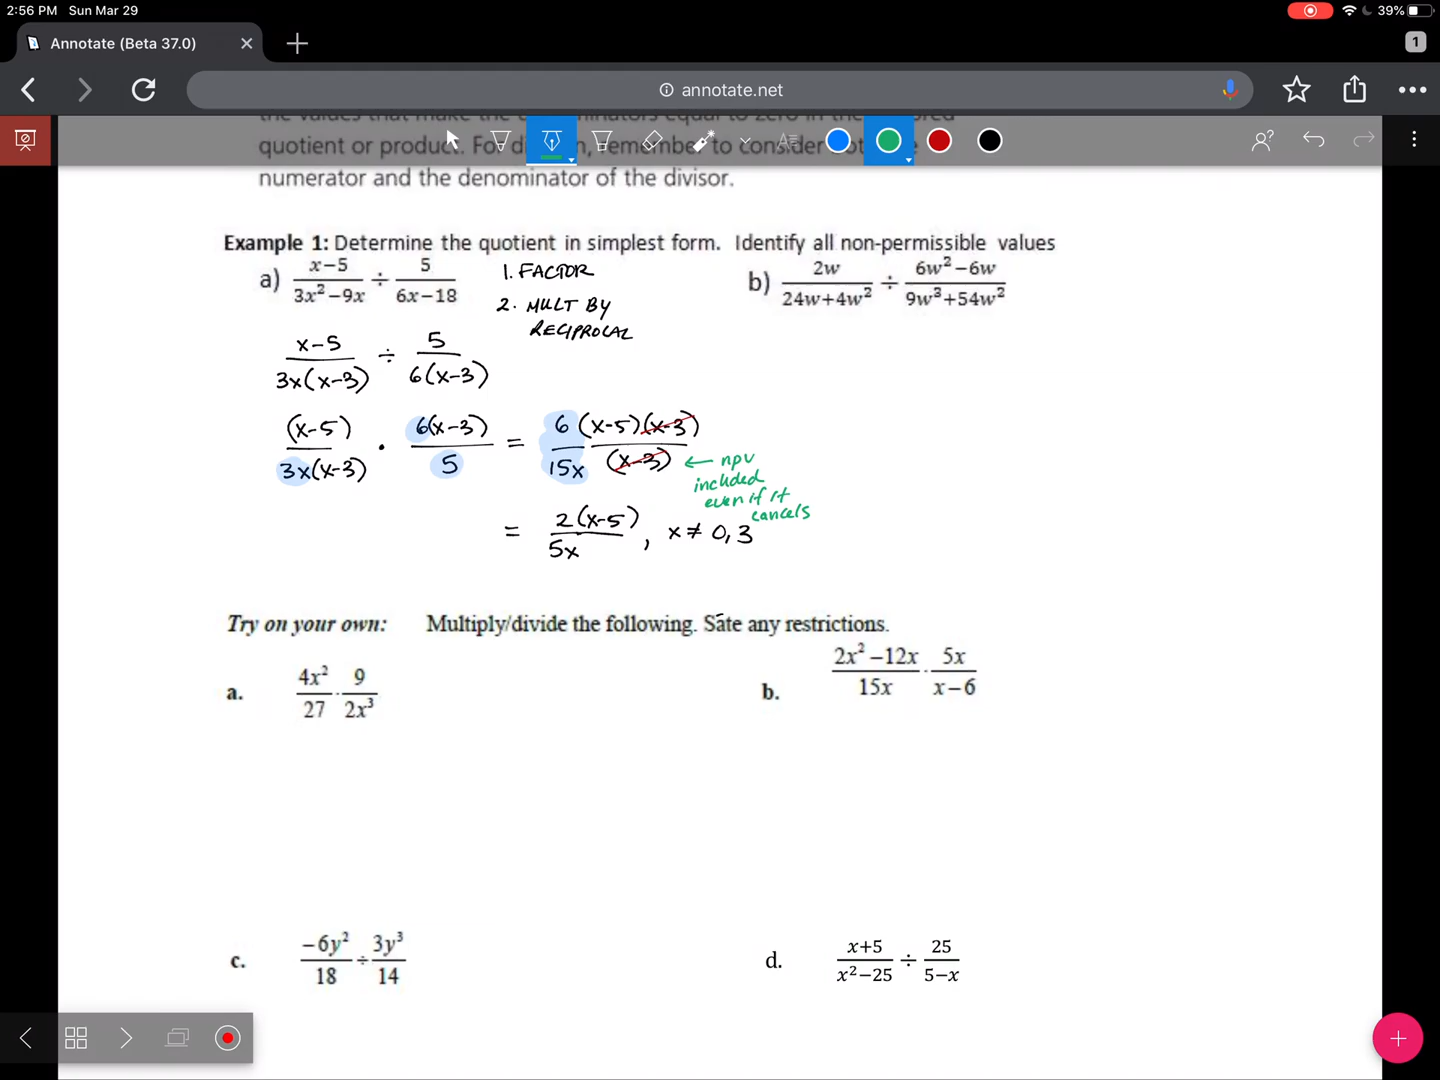 2:56 PM Sun Mar 29
39%
Annotate (Beta 37.0)
1
annotate.net
quotient or product. For
remember to consider
numerator and the denominator of the divisor.
Example 1: Determine the quotient in simplest form. Identify all non-permissible values
a) (x−5)/(3x²−9x) ÷ 5/(6x−18)
1. FACTOR
2. MULT BY
RECIPROCAL
b) 2w/(24w+4w²) ÷ (6w²−6w)/(9w³+54w²)
x−5/3x(x−3) ÷ 5/6(x−3)
(x−5)/3x(x−3) · 6(x−3)/5 = 6/15x (x−5)(x−3)/(x−3)
← npv
included
even if it
cancels
= 2(x−5)/5x , x ≠ 0, 3
Try on your own: Multiply/divide the following. Sate any restrictions.
a. 4x²/27 · 9/2x³
b. (2x²−12x)/15x · 5x/(x−6)
c. −6y²/18 ÷ 3y³/14
d. (x+5)/(x²−25) ÷ 25/(5−x)